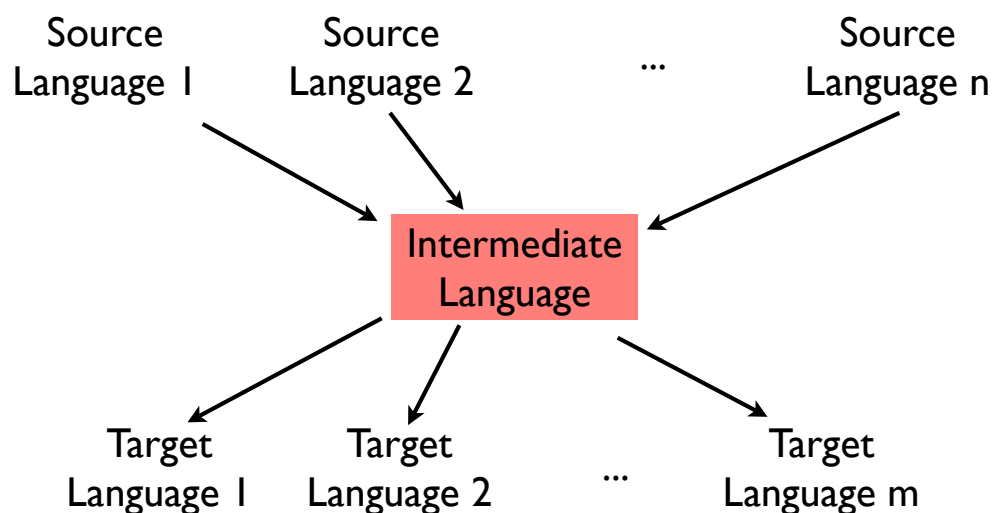 Source
Language 1
Source
Language 2
...
Source
Language n
Intermediate
Language
Target
Language 1
Target
Language 2
...
Target
Language m